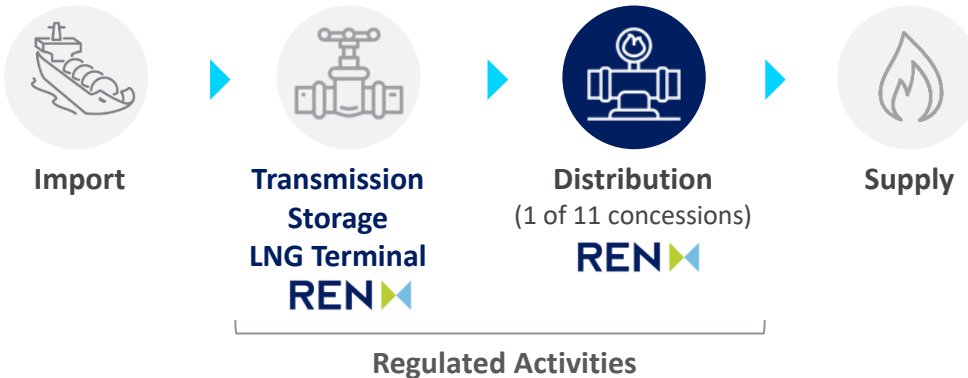 Import
Transmission
Storage
LNG Terminal
REN
Distribution
(1 of 11 concessions)
REN
Supply
Regulated Activities